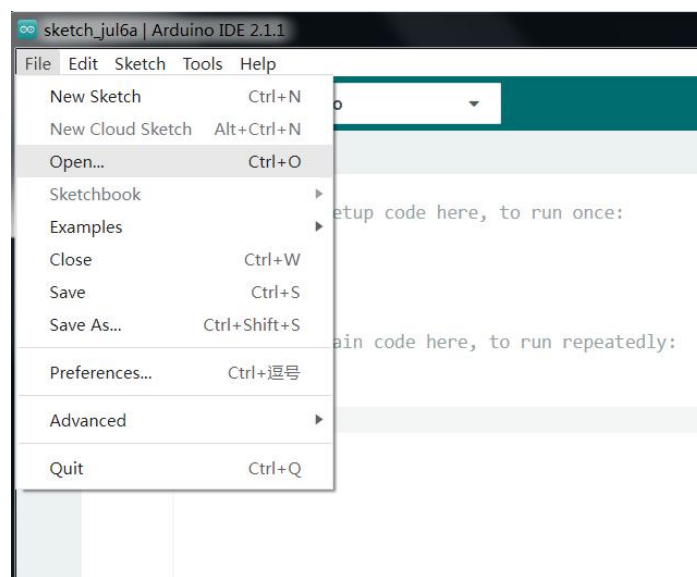 sketch_jul6a | Arduino IDE 2.1.1
File Edit Sketch Tools Help
New Sketch Ctrl+N
o
New Cloud Sketch Alt+Ctrl+N
Open... Ctrl+O
Sketchbook
etup code here, to run once:
Examples
Close Ctrl+W
Save Ctrl+S
Save As... Ctrl+Shift+S
ain code here, to run repeatedly:
Preferences... Ctrl+逗号
Advanced
Quit Ctrl+Q